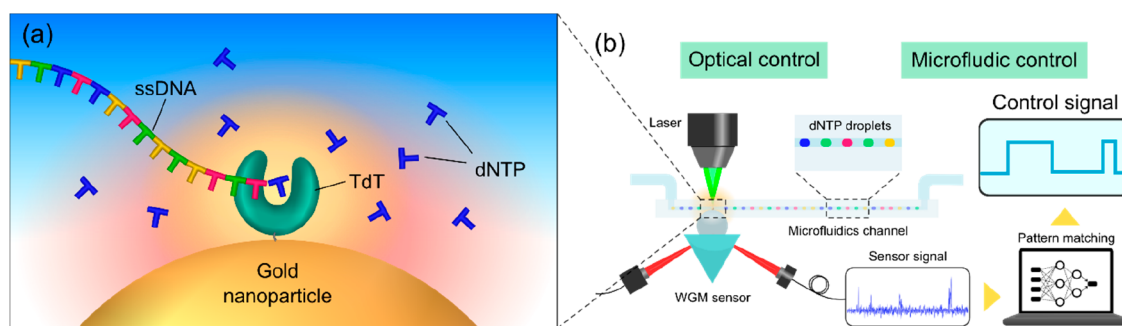 (a)
ssDNA
dNTP
TdT
Gold
nanoparticle
(b)
Optical control
Microfludic control
Laser
dNTP droplets
Control signal
Microfluidics channel
Pattern matching
Sensor signal
WGM sensor